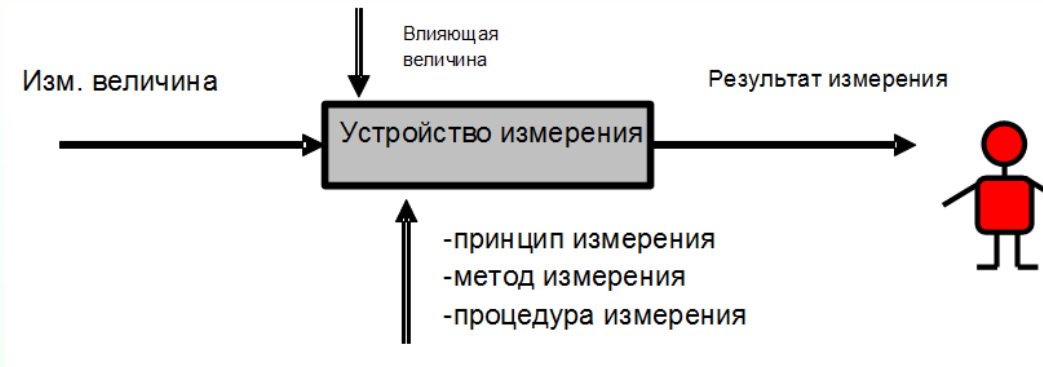 Влияющая
величина
Изм. величина
Результат измерения
Устройство измерения
-принцип измерения
-метод измерения
-процедура измерения